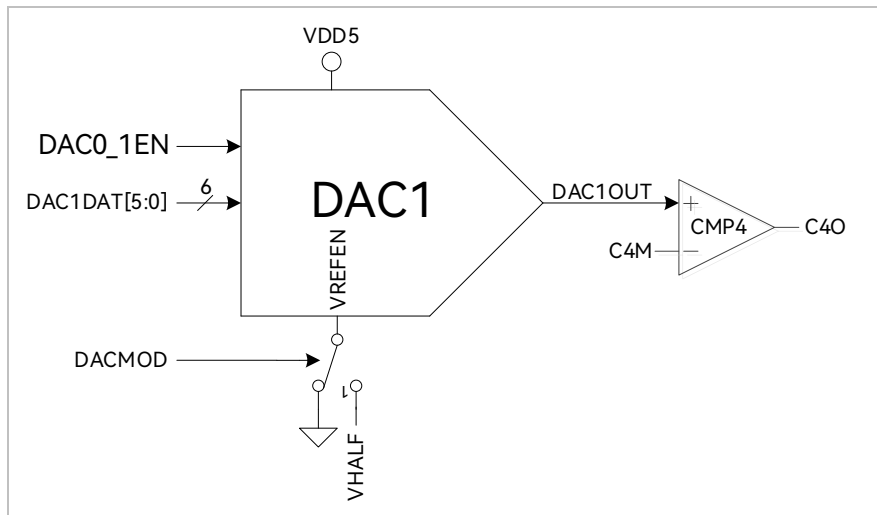 VDD5
DAC0_1EN
6
DAC1DAT[5:0]
DAC1
DAC1OUT
+
CMP4
C4O
C4M
−
VREFEN
DACMOD
1
VHALF